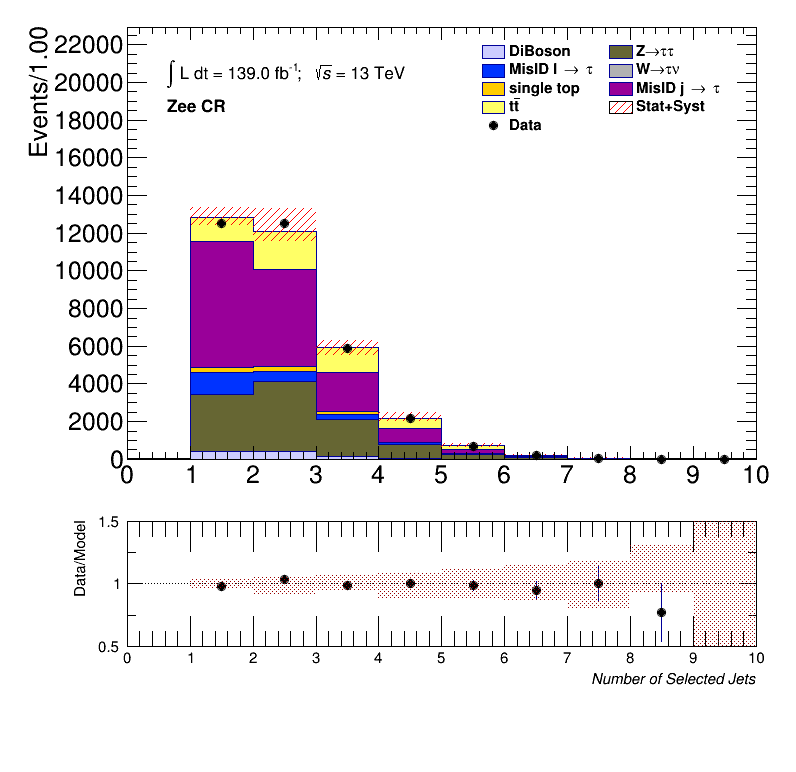 Events/1.00
22000
20000
18000
16000
14000
12000
10000
8000
6000
4000
2000
0
∫ L dt = 139.0 fb⁻¹; √s = 13 TeV
Zee CR
DiBoson
Z→ττ
MisID l → τ
W→τν
single top
MisID j → τ
tt̄
Stat+Syst
Data
0 1 2 3 4 5 6 7 8 9 10
Data/Model
1.5
1
0.5
0 1 2 3 4 5 6 7 8 9 10
Number of Selected Jets